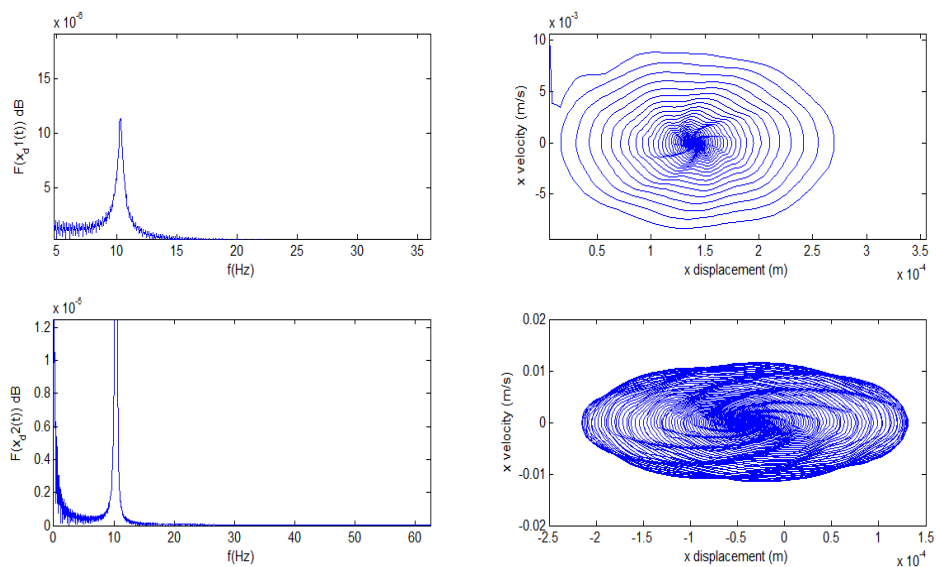 x 10^-6
F(x_d1(t)) dB
15
10
5
5 10 15 20 25 30 35
f(Hz)
x 10^-3
x velocity (m/s)
10
5
0
-5
0.5 1 1.5 2 2.5 3 3.5
x displacement (m)
x 10^-4
x 10^-5
F(x_d2(t)) dB
1.2
1
0.8
0.6
0.4
0.2
0
0 10 20 30 40 50 60
f(Hz)
x velocity (m/s)
0.02
0.01
0
-0.01
-0.02
-2.5 -2 -1.5 -1 -0.5 0 0.5 1 1.5
x displacement (m)
x 10^-4